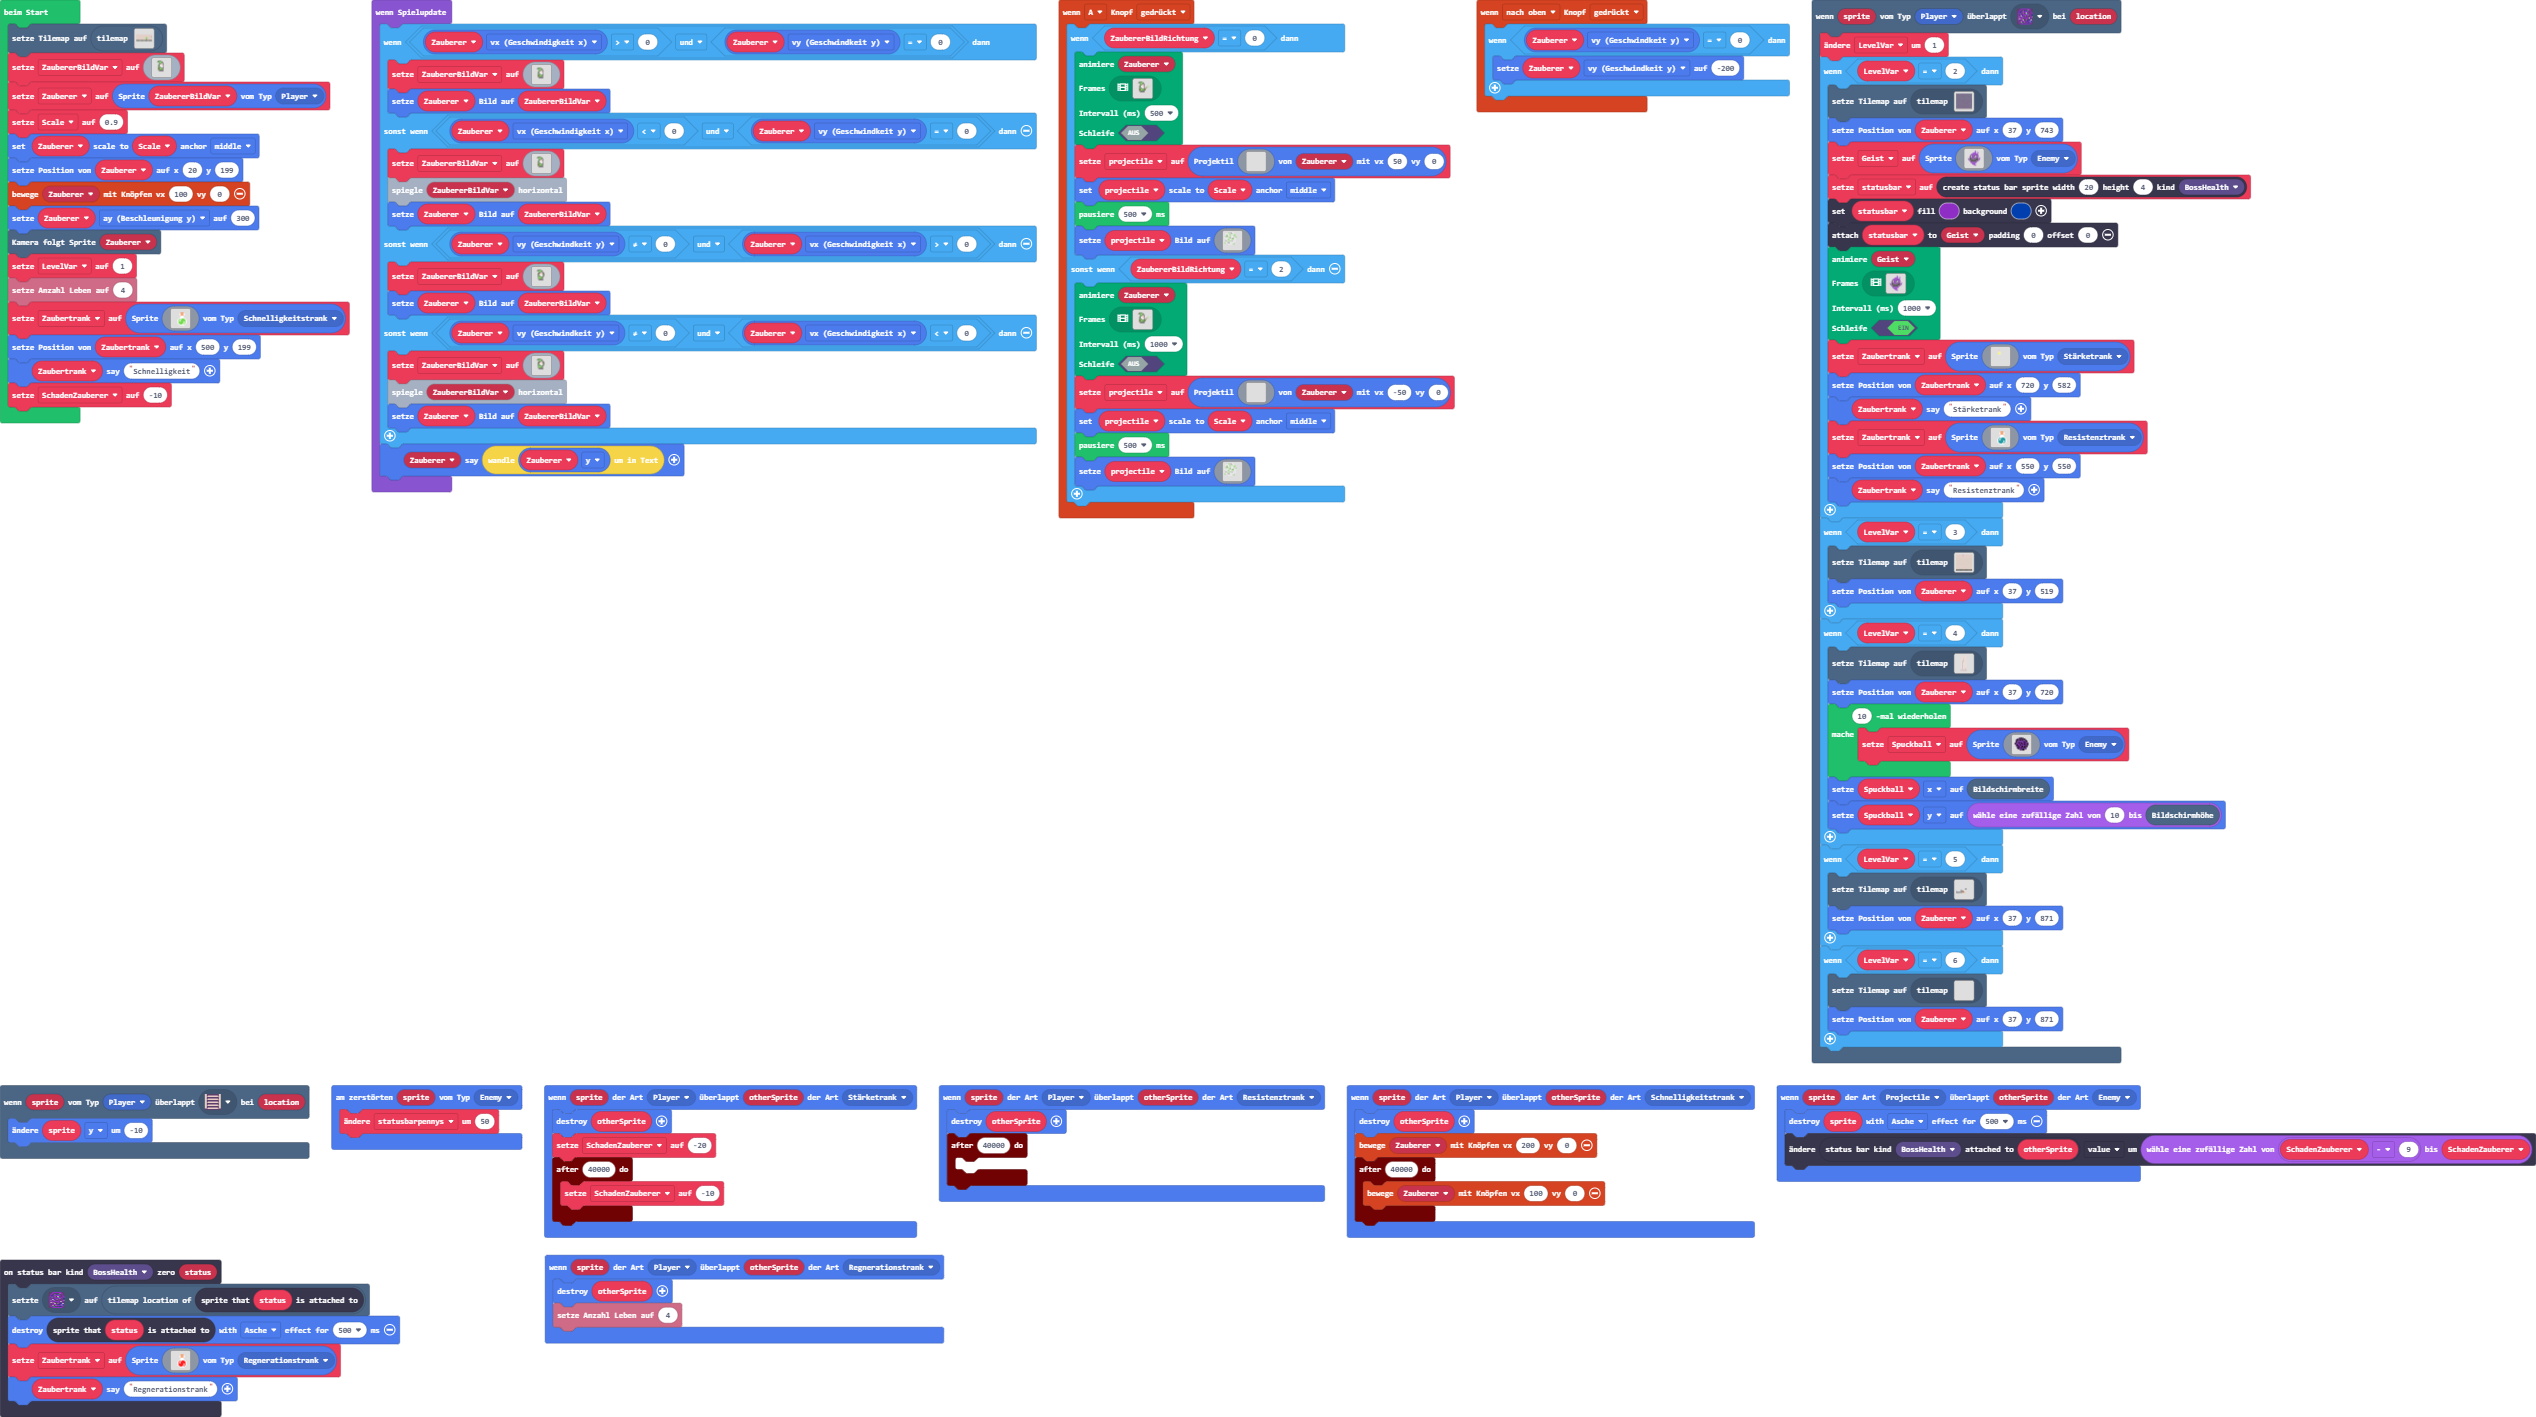 beim Start
setze Tilemap auf tilemap
setze ZaubererBildVar auf
setze Zauberer auf Sprite ZaubererBildVar vom Typ Player
setze Scale auf 0.9
set Zauberer scale to Scale anchor middle
setze Position von Zauberer auf x 20 y 199
bewege Zauberer mit Knöpfen vx 100 vy 0
setze Zauberer ay (Beschleunigung y) auf 300
Kamera folgt Sprite Zauberer
setze LevelVar auf 1
setze Anzahl Leben auf 4
setze Zaubertrank auf Sprite vom Typ Schnelligkeitstrank
setze Position von Zaubertrank auf x 500 y 199
Zaubertrank say "Schnelligkeit"
setze SchadenZauberer auf -10
wenn Spielupdate
wenn Zauberer vx (Geschwindigkeit x) > 0 und Zauberer vy (Geschwindkeit y) = 0 dann
setze ZaubererBildVar auf
setze Zauberer Bild auf ZaubererBildVar
sonst wenn Zauberer vx (Geschwindigkeit x) < 0 und Zauberer vy (Geschwindkeit y) = 0 dann
setze ZaubererBildVar auf
spiegle ZaubererBildVar horizontal
setze Zauberer Bild auf ZaubererBildVar
sonst wenn Zauberer vy (Geschwindkeit y) ≠ 0 und Zauberer vx (Geschwindigkeit x) > 0 dann
setze ZaubererBildVar auf
setze Zauberer Bild auf ZaubererBildVar
sonst wenn Zauberer vy (Geschwindkeit y) ≠ 0 und Zauberer vx (Geschwindigkeit x) < 0 dann
setze ZaubererBildVar auf
spiegle ZaubererBildVar horizontal
setze Zauberer Bild auf ZaubererBildVar
Zauberer say wandle Zauberer y um in Text
wenn A Knopf gedrückt
wenn ZaubererBildRichtung = 0 dann
animiere Zauberer
Frames
Intervall (ms) 500
Schleife AUS
setze projectile auf Projektil von Zauberer mit vx 50 vy 0
set projectile scale to Scale anchor middle
pausiere 500 ms
setze projectile Bild auf
sonst wenn ZaubererBildRichtung = 2 dann
animiere Zauberer
Frames
Intervall (ms) 1000
Schleife AUS
setze projectile auf Projektil von Zauberer mit vx -50 vy 0
set projectile scale to Scale anchor middle
pausiere 500 ms
setze projectile Bild auf
wenn nach oben Knopf gedrückt
wenn Zauberer vy (Geschwindkeit y) = 0 dann
setze Zauberer vy (Geschwindkeit y) auf -200
wenn sprite vom Typ Player überlappt bei location
ändere LevelVar um 1
wenn LevelVar = 2 dann
setze Tilemap auf tilemap
setze Position von Zauberer auf x 37 y 743
setze Geist auf Sprite vom Typ Enemy
setze statusbar auf create status bar sprite width 20 height 4 kind BossHealth
set statusbar fill background
attach statusbar to Geist padding 0 offset 0
animiere Geist
Frames
Intervall (ms) 1000
Schleife EIN
setze Zaubertrank auf Sprite vom Typ Stärketrank
setze Position von Zaubertrank auf x 720 y 582
Zaubertrank say "Stärketrank"
setze Zaubertrank auf Sprite vom Typ Resistenztrank
setze Position von Zaubertrank auf x 550 y 550
Zaubertrank say "Resistenztrank"
wenn LevelVar = 3 dann
setze Tilemap auf tilemap
setze Position von Zauberer auf x 37 y 519
wenn LevelVar = 4 dann
setze Tilemap auf tilemap
setze Position von Zauberer auf x 37 y 720
10 -mal wiederholen
mache
setze Spuckball auf Sprite vom Typ Enemy
setze Spuckball x auf Bildschirmbreite
setze Spuckball y auf wähle eine zufällige Zahl von 10 bis Bildschirmhöhe
wenn LevelVar = 5 dann
setze Tilemap auf tilemap
setze Position von Zauberer auf x 37 y 871
wenn LevelVar = 6 dann
setze Tilemap auf tilemap
setze Position von Zauberer auf x 37 y 871
wenn sprite vom Typ Player überlappt bei location
ändere sprite y um -10
am zerstörten sprite vom Typ Enemy
ändere statusbarpennys um 50
wenn sprite der Art Player überlappt otherSprite der Art Stärketrank
destroy otherSprite
setze SchadenZauberer auf -20
after 40000 do
setze SchadenZauberer auf -10
wenn sprite der Art Player überlappt otherSprite der Art Resistenztrank
destroy otherSprite
after 40000 do
wenn sprite der Art Player überlappt otherSprite der Art Schnelligkeitstrank
destroy otherSprite
bewege Zauberer mit Knöpfen vx 200 vy 0
after 40000 do
bewege Zauberer mit Knöpfen vx 100 vy 0
wenn sprite der Art Projectile überlappt otherSprite der Art Enemy
destroy sprite with Asche effect for 500 ms
ändere status bar kind BossHealth attached to otherSprite value um wähle eine zufällige Zahl von SchadenZauberer - 9 bis SchadenZauberer
on status bar kind BossHealth zero status
setzte auf tilemap location of sprite that status is attached to
destroy sprite that status is attached to with Asche effect for 500 ms
setze Zaubertrank auf Sprite vom Typ Regnerationstrank
Zaubertrank say "Regnerationstrank"
wenn sprite der Art Player überlappt otherSprite der Art Regnerationstrank
destroy otherSprite
setze Anzahl Leben auf 4